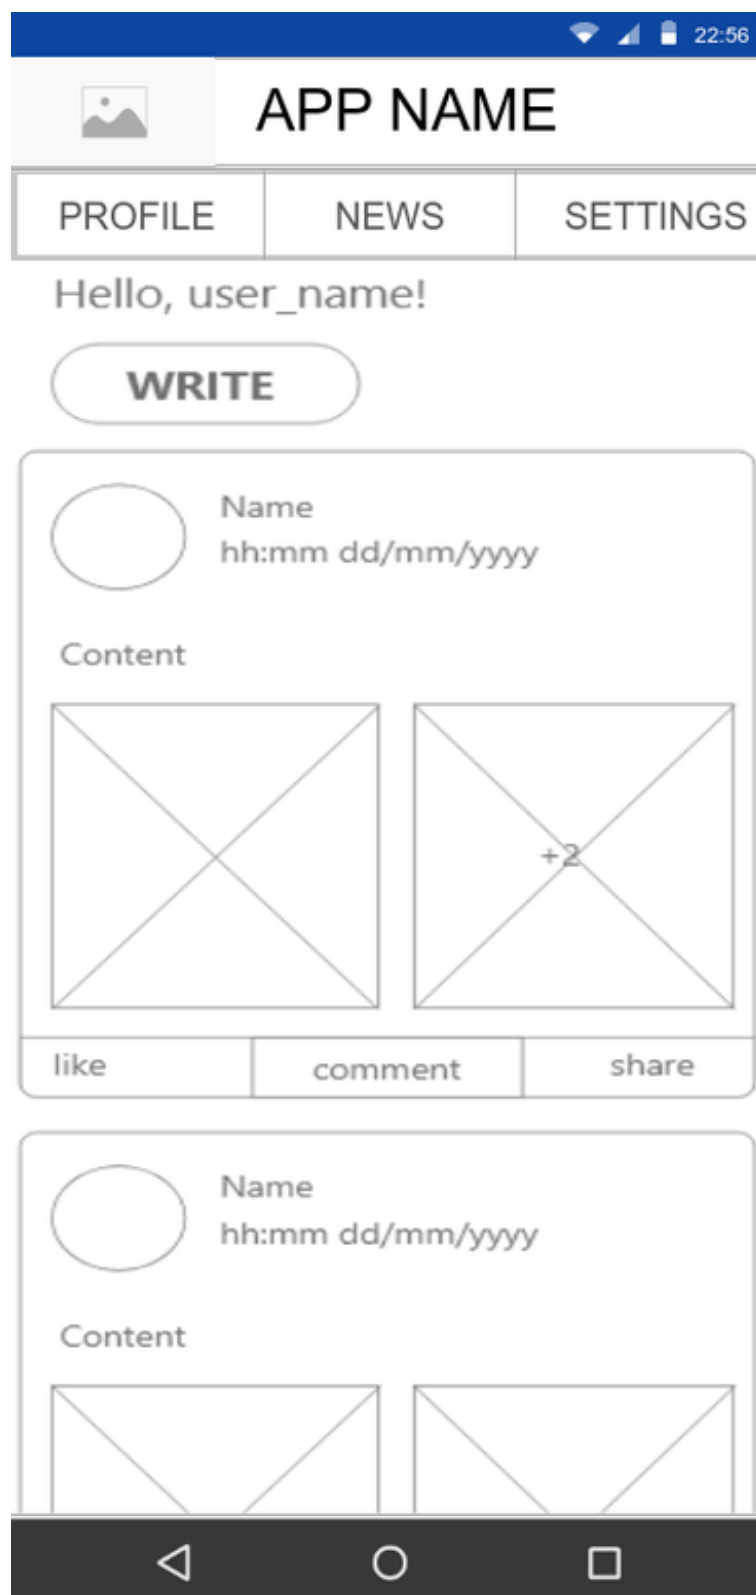 22:56
APP NAME
PROFILE NEWS SETTINGS
Hello, user_name!
WRITE
Name
hh:mm dd/mm/yyyy
Content
+2
like comment share
Name
hh:mm dd/mm/yyyy
Content